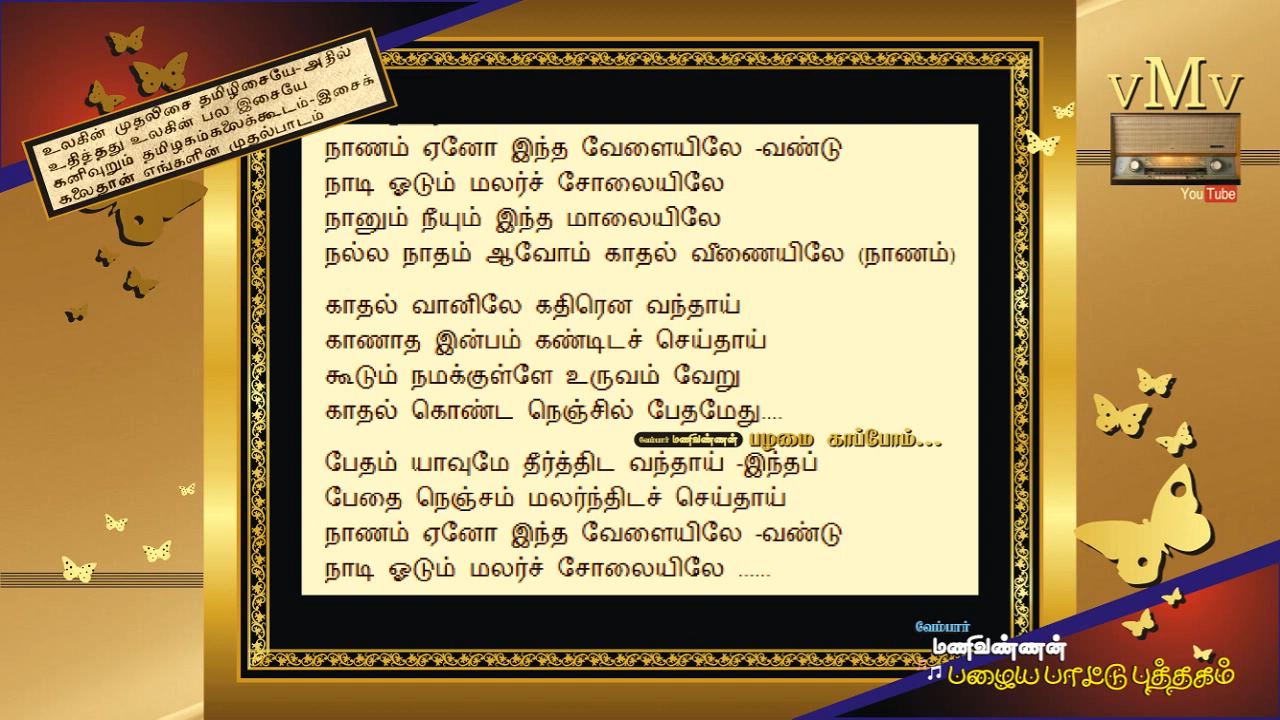 உலகின் முதலிசை தமிழிசையே-அதில்
உதித்தது உலகின் பல இசையே
கனிவுறும் தமிழகம்கலைக்கூடம்-இசைக்
கலைதான் எங்களின் முதல்பாடம்
vMv
YouTube
நாணம் ஏனோ இந்த வேளையிலே -வண்டு
நாடி ஓடும் மலர்ச் சோலையிலே
நானும் நீயும் இந்த மாலையிலே
நல்ல நாதம் ஆவோம் காதல் வீணையிலே (நாணம்)
காதல் வானிலே கதிரென வந்தாய்
காணாத இன்பம் கண்டிடச் செய்தாய்
கூடும் நமக்குள்ளே உருவம் வேறு
காதல் கொண்ட நெஞ்சில் பேதமேது....
வேம்பார் மணிவண்ணன் பழமை காப்போம்...
பேதம் யாவுமே தீர்த்திட வந்தாய் -இந்தப்
பேதை நெஞ்சம் மலர்ந்திடச் செய்தாய்
நாணம் ஏனோ இந்த வேளையிலே -வண்டு
நாடி ஓடும் மலர்ச் சோலையிலே ......
வேம்பார்
மணிவண்ணன்
பழைய பாட்டு புத்தகம்